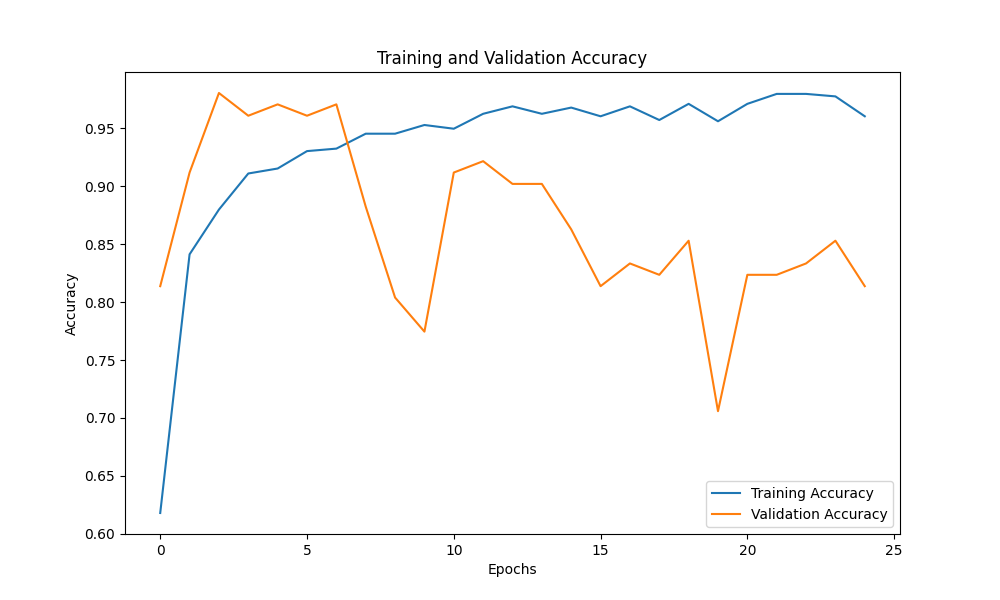 Training and Validation Accuracy
Accuracy
0.95
0.90
0.85
0.80
0.75
0.70
0.65
0.60
0
5
10
15
20
25
Epochs
Training Accuracy
Validation Accuracy